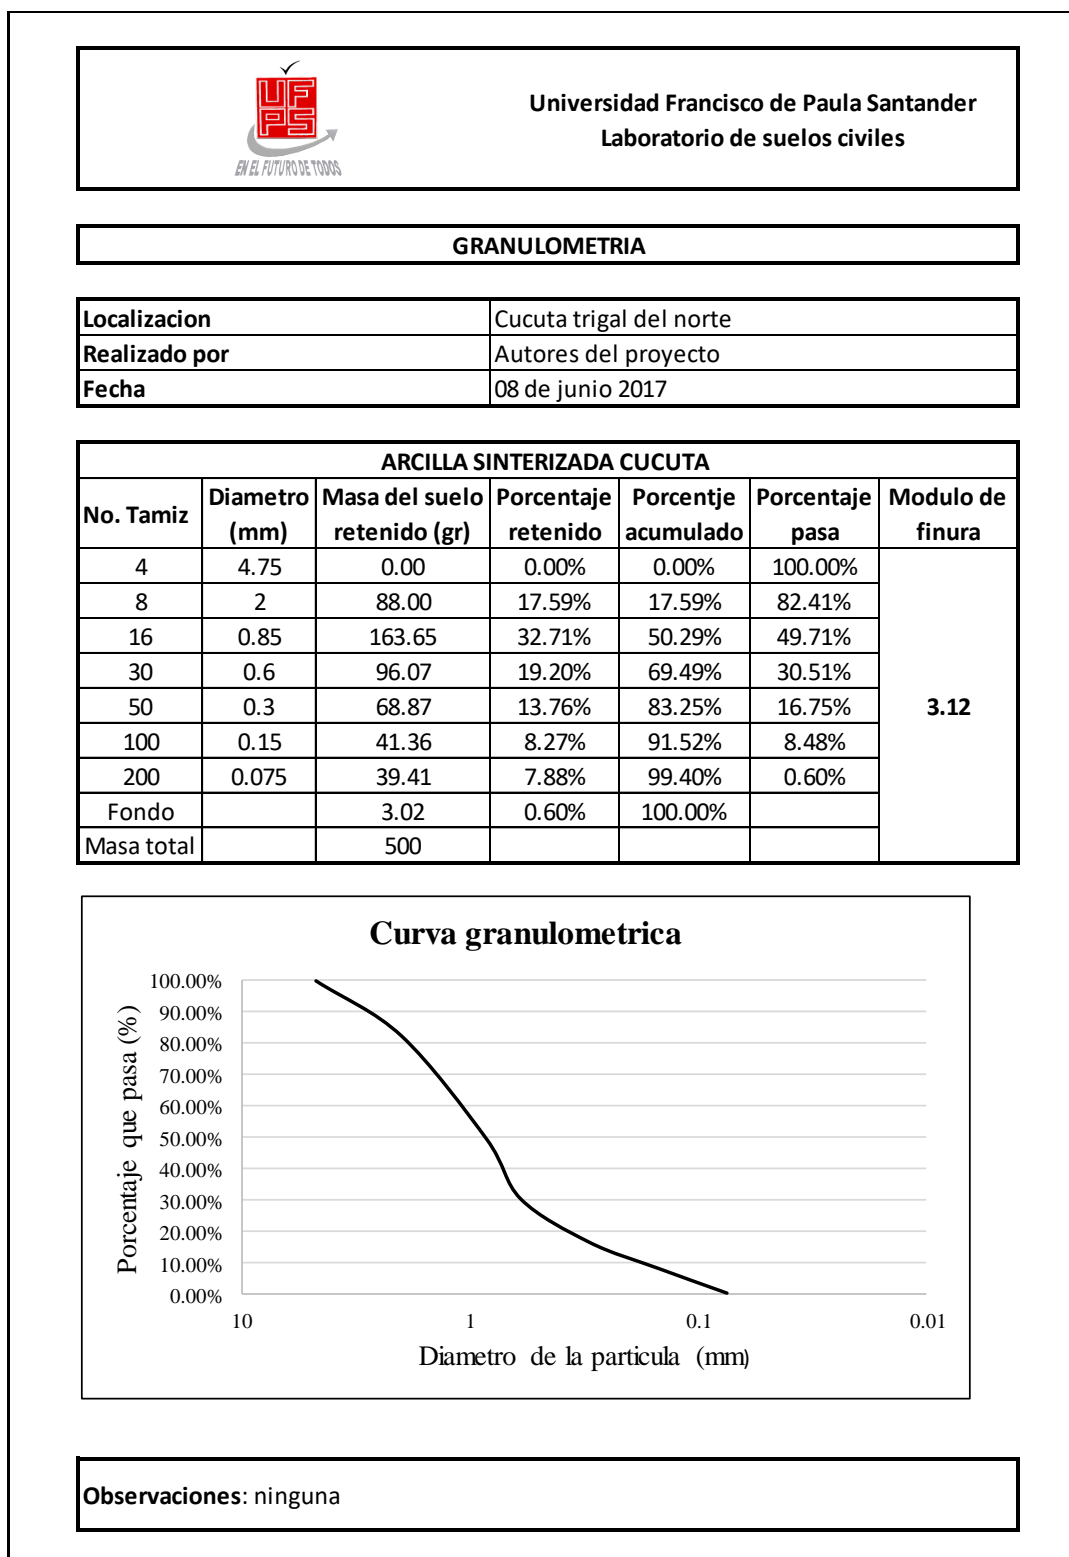 UFPS
EN EL FUTURO DE TODOS
Universidad Francisco de Paula Santander
Laboratorio de suelos civiles
GRANULOMETRIA
Localizacion Cucuta trigal del norte
Realizado por Autores del proyecto
Fecha 08 de junio 2017
ARCILLA SINTERIZADA CUCUTA
No. Tamiz Diametro (mm) Masa del suelo retenido (gr) Porcentaje retenido Porcentje acumulado Porcentaje pasa Modulo de finura
4 4.75 0.00 0.00% 0.00% 100.00%
8 2 88.00 17.59% 17.59% 82.41%
16 0.85 163.65 32.71% 50.29% 49.71%
30 0.6 96.07 19.20% 69.49% 30.51%
50 0.3 68.87 13.76% 83.25% 16.75% 3.12
100 0.15 41.36 8.27% 91.52% 8.48%
200 0.075 39.41 7.88% 99.40% 0.60%
Fondo 3.02 0.60% 100.00%
Masa total 500
Curva granulometrica
Porcentaje que pasa (%)
100.00%
90.00%
80.00%
70.00%
60.00%
50.00%
40.00%
30.00%
20.00%
10.00%
0.00%
10 1 0.1 0.01
Diametro de la particula (mm)
Observaciones: ninguna